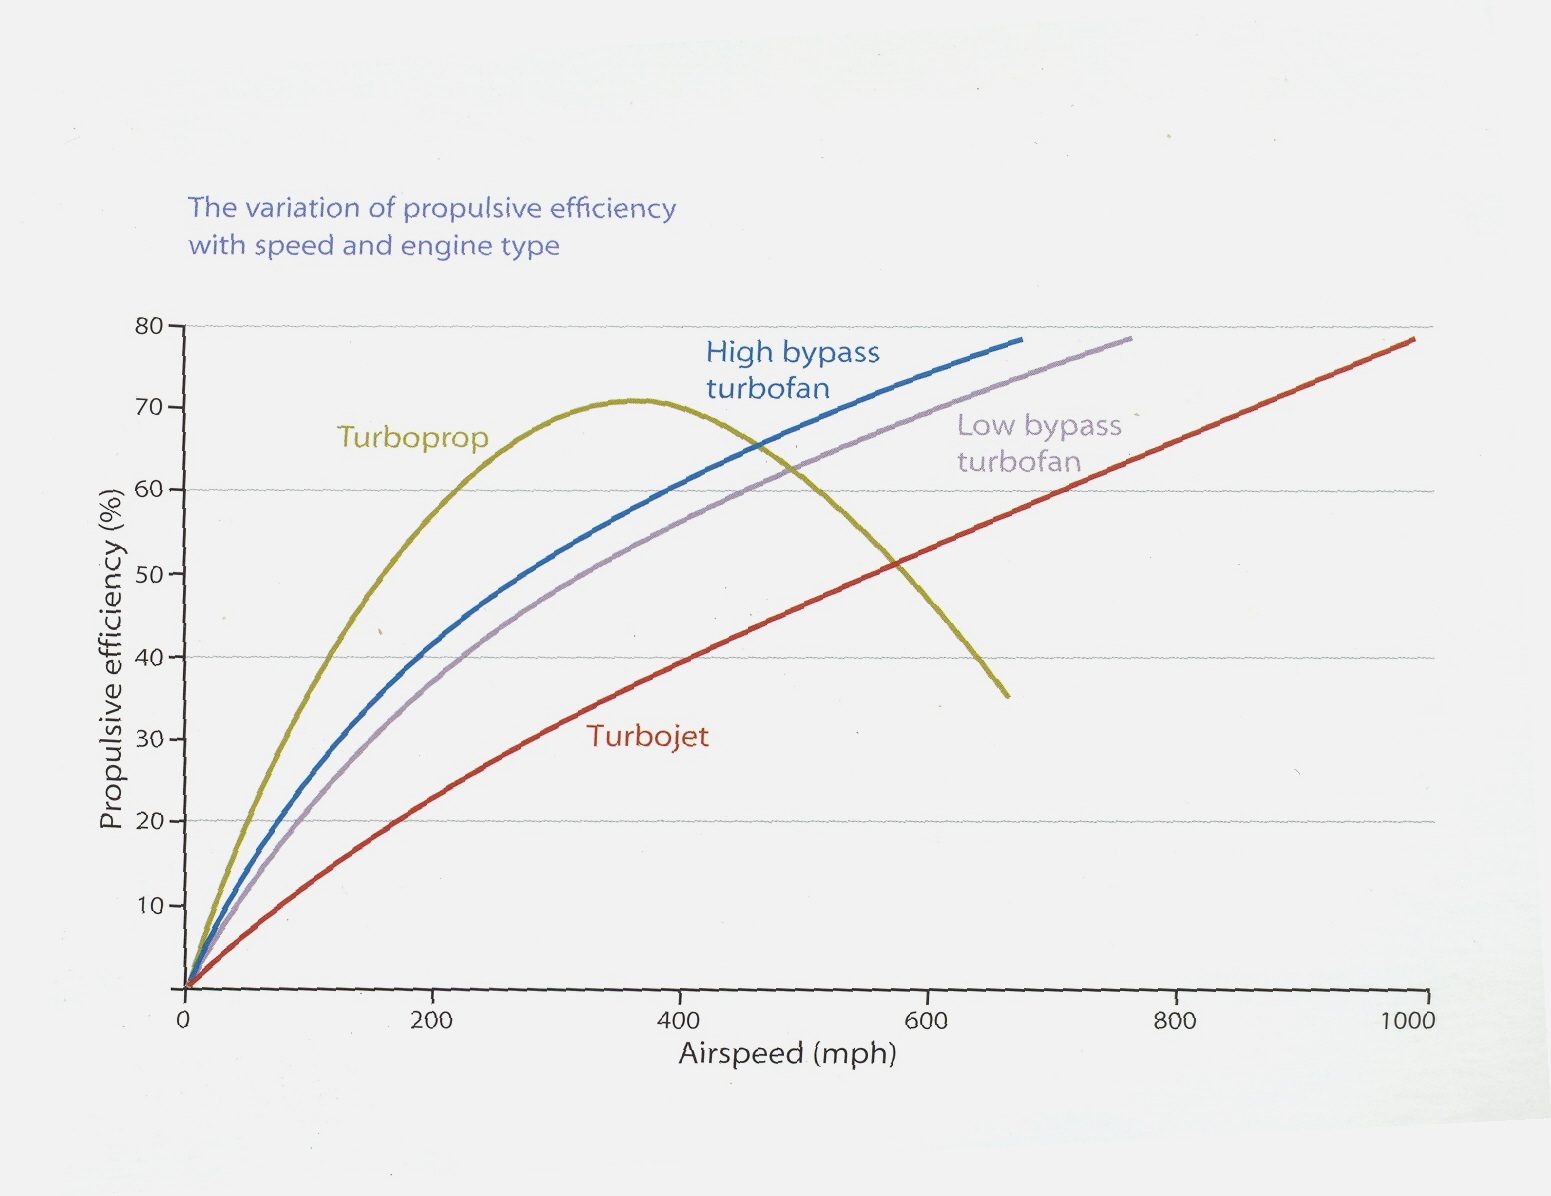 The variation of propulsive efficiency
with speed and engine type
80
70
60
50
40
30
20
10
Propulsive efficiency (%)
High bypass
turbofan
Turboprop
Low bypass
turbofan
Turbojet
0 200 400 600 800 1000
Airspeed (mph)